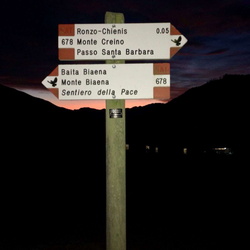 Ronzo-Chienis 0.05
678 Monte Creino
Passo Santa Barbara
Baita Biaena
Monte Biaena 678
Sentiero della Pace